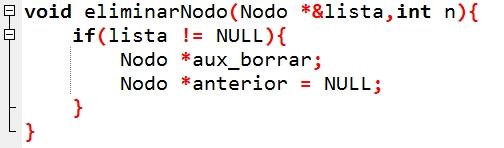 void eliminarNodo(Nodo *&lista,int n){
if(lista != NULL){
Nodo *aux_borrar;
Nodo *anterior = NULL;
}
}